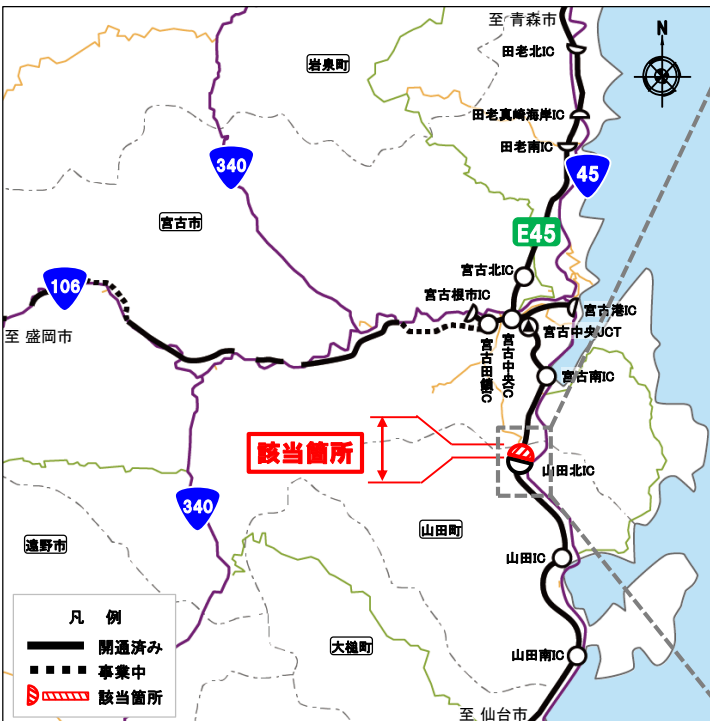 至 青森市
N
田老北IC
岩泉町
田老真崎海岸IC
田老南IC
340
45
宮古市
E45
宮古北IC
106
宮古根市IC
宮古港IC
至 盛岡市
宮古中央JCT
宮古田鎖IC
宮古中央IC
宮古南IC
該当箇所
山田北IC
340
山田町
遠野市
山田IC
凡 例
開通済み
事業中
該当箇所
大槌町
山田南IC
至 仙台市